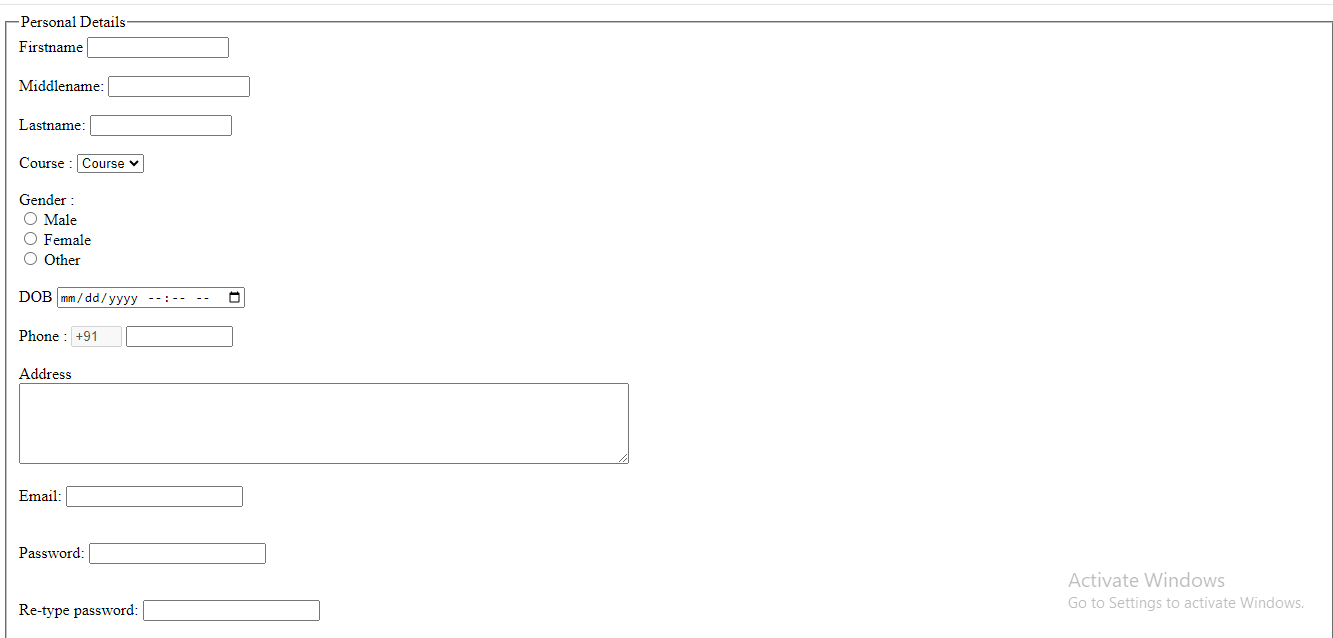 Personal Details
Firstname
Middlename:
Lastname:
Course : Course
Gender :
Male
Female
Other
DOB mm/dd/yyyy --:-- --
Phone : +91
Address
Email:
Password:
Re-type password:
Activate Windows
Go to Settings to activate Windows.